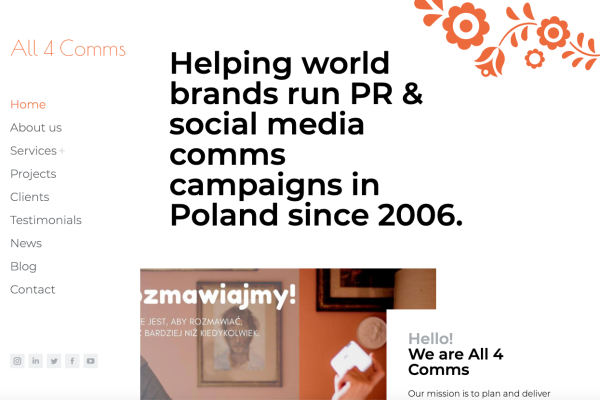 All 4 Comms
Home
About us
Services +
Projects
Clients
Testimonials
News
Blog
Contact
Helping world
brands run PR &
social media
comms
campaigns in
Poland since 2006.
ozmawiajmy!
E JEST, ABY ROZMAWIAĆ,
BARDZIEJ NIŻ KIEDYKOLWIEK.
Hello!
We are All 4
Comms
Our mission is to plan and deliver